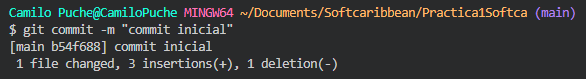 Camilo Puche@CamiloPuche MINGW64 ~/Documents/Softcaribbean/Practica1Softca (main)
$ git commit -m "commit inicial"
[main b54f688] commit inicial
 1 file changed, 3 insertions(+), 1 deletion(-)